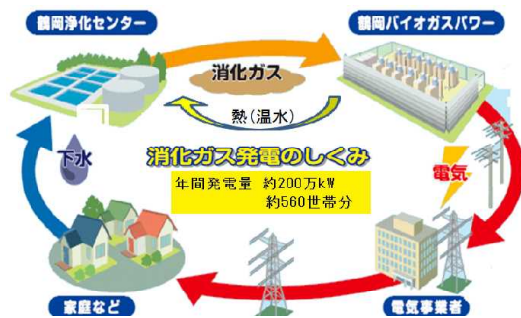 鶴岡浄化センター
鶴岡バイオガスパワー
消化ガス
熱(温水)
下水
消化ガス発電のしくみ
電気
年間発電量 約200万kW
約560世帯分
家庭など
電気事業者